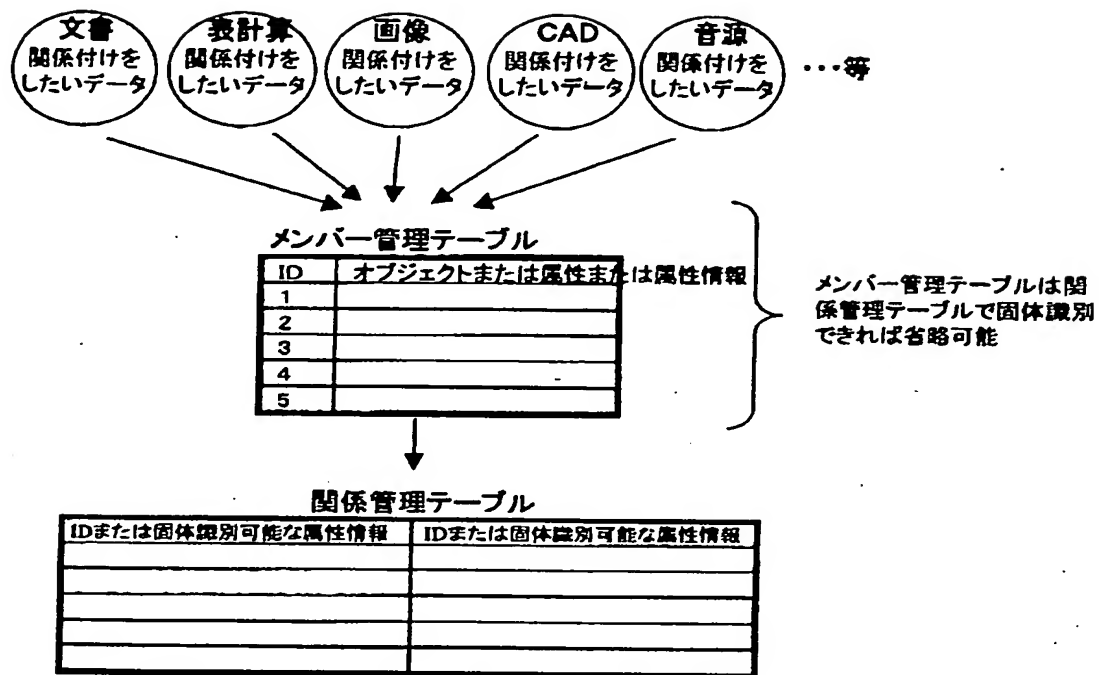 文書
関係付けを
したいデータ
表計算
関係付けを
したいデータ
画像
関係付けを
したいデータ
CAD
関係付けを
したいデータ
音源
関係付けを
したいデータ
・・・等
メンバー管理テーブル
ID オブジェクトまたは属性または属性情報
1
2
3
4
5
メンバー管理テーブルは関
係管理テーブルで固体識別
できれば省略可能
関係管理テーブル
IDまたは固体識別可能な属性情報 IDまたは固体識別可能な属性情報